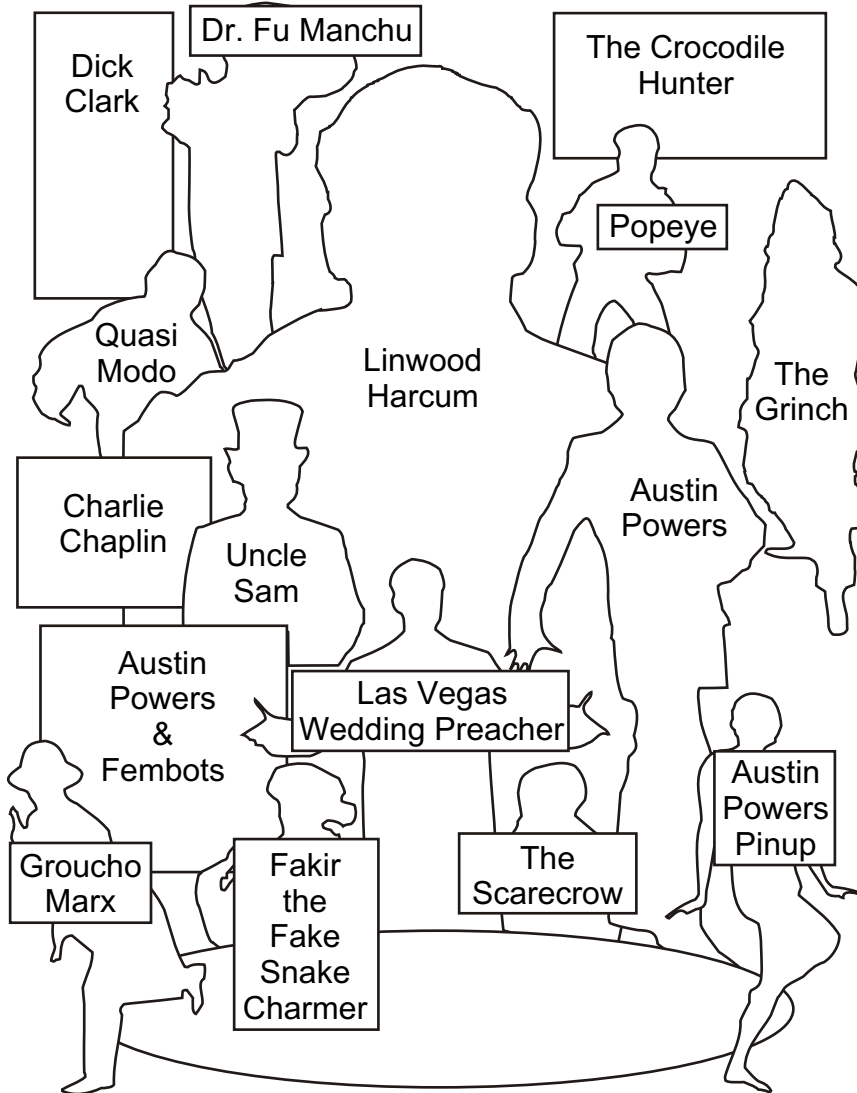 Dr. Fu Manchu
Dick
Clark
The Crocodile
Hunter
Popeye
Quasi
Modo
Linwood
Harcum
The
Grinch
Charlie
Chaplin
Uncle
Sam
Austin
Powers
Austin
Powers
&
Fembots
Las Vegas
Wedding Preacher
Austin
Powers
Pinup
Groucho
Marx
Fakir
the
Fake
Snake
Charmer
The
Scarecrow